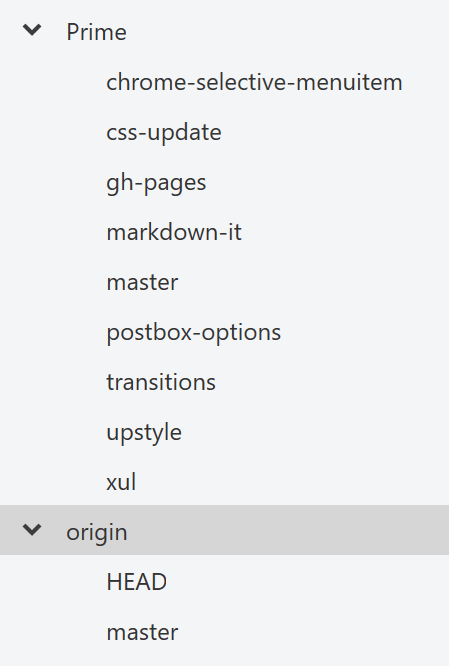 Prime
chrome-selective-menuitem
css-update
gh-pages
markdown-it
master
postbox-options
transitions
upstyle
xul
origin
HEAD
master